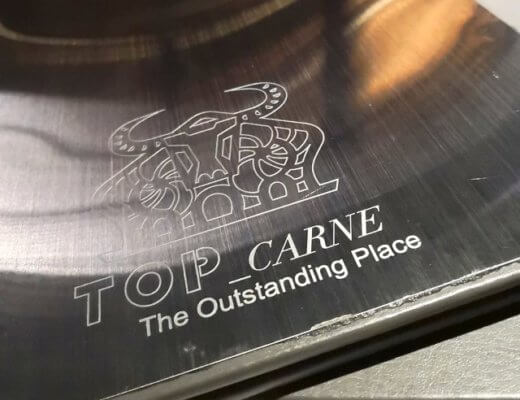 TOP_CARNE
The Outstanding Place